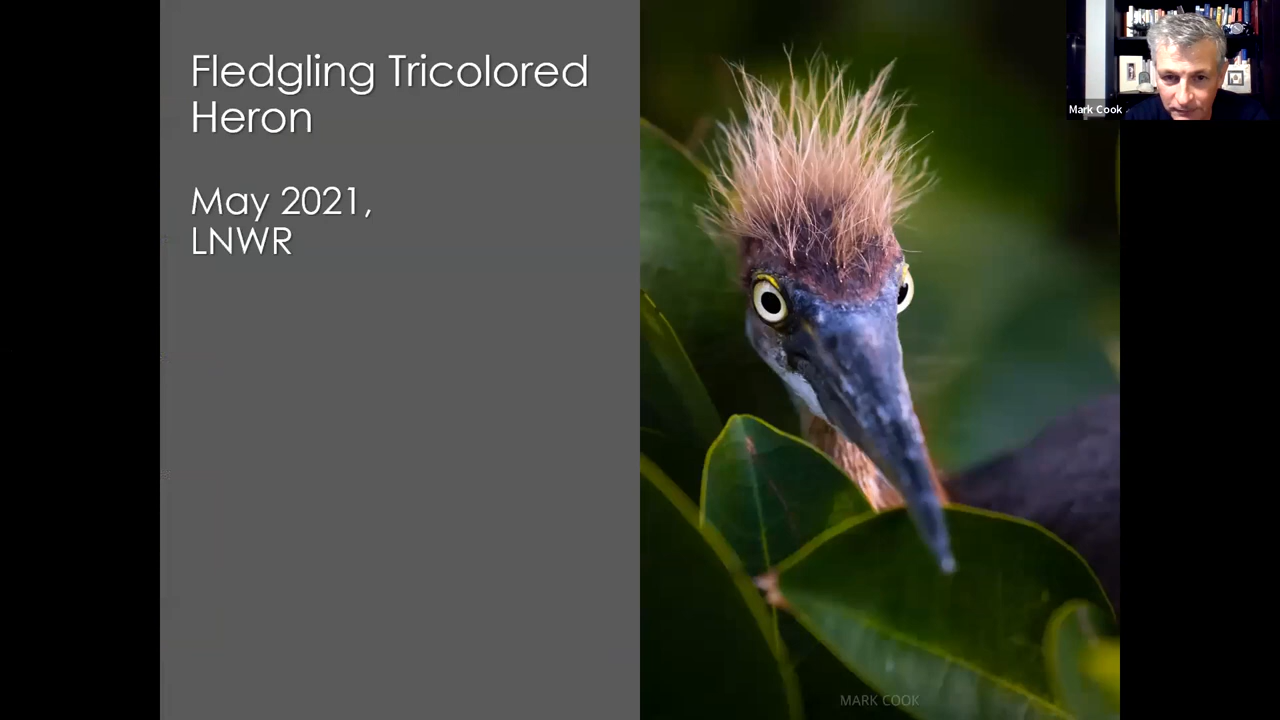 Fledgling Tricolored
Heron
May 2021,
LNWR
Mark Cook
MARK COOK